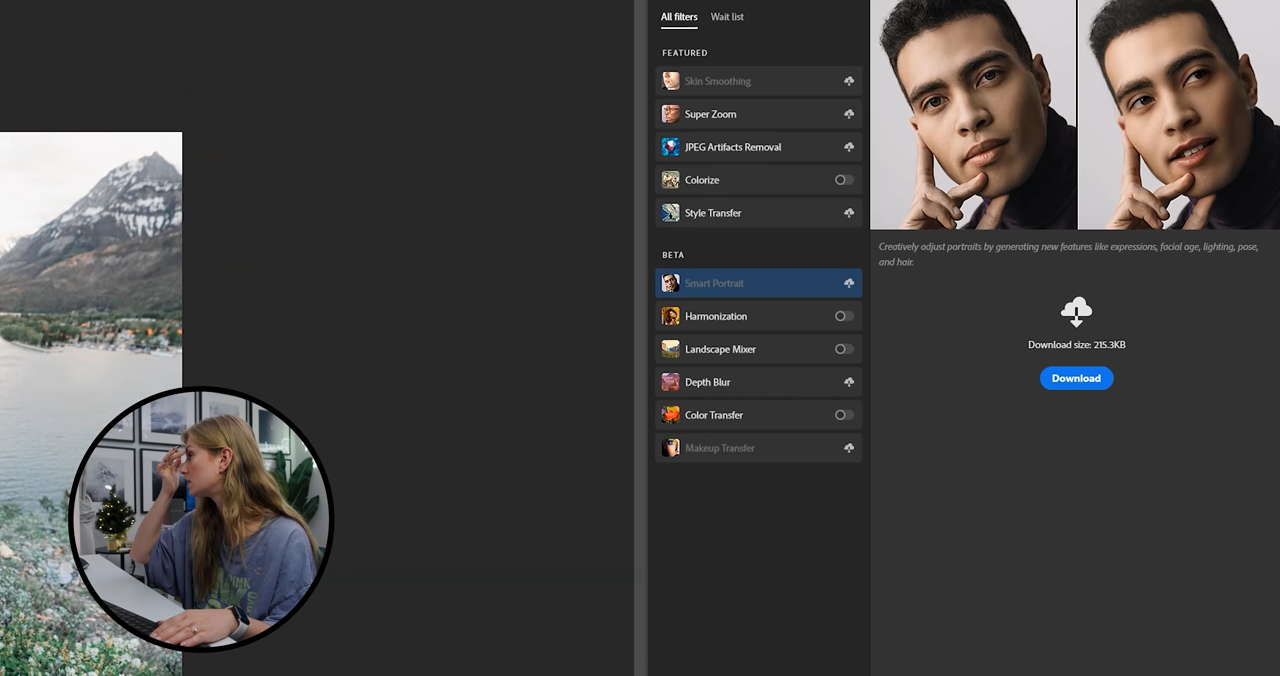 All filters Wait list
FEATURED
Skin Smoothing
Super Zoom
JPEG Artifacts Removal
Colorize
Style Transfer
BETA
Smart Portrait
Harmonization
Landscape Mixer
Depth Blur
Color Transfer
Makeup Transfer
Creatively adjust portraits by generating new features like expressions, facial age, lighting, pose,
and hair.
Download size: 215.3KB
Download
PINK